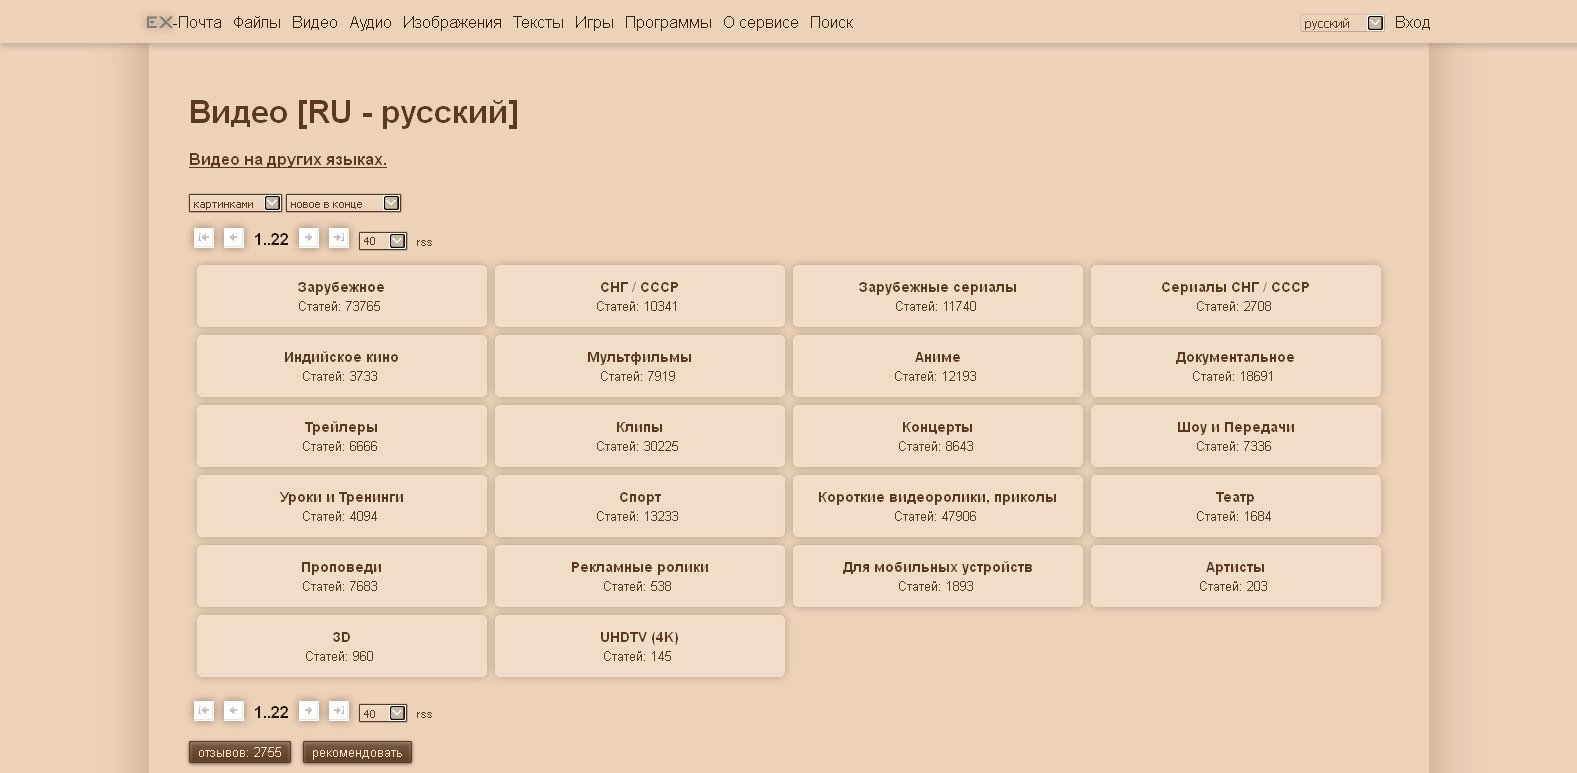 EX-Почта Файлы Видео Аудио Изображения Тексты Игры Программы О сервисе Поиск русский Вход
Видео [RU - русский]
Видео на других языках.
картинками новое в конце
1..22 40 rss
Зарубежное
Статей: 73765
СНГ / СССР
Статей: 10341
Зарубежные сериалы
Статей: 11740
Сериалы СНГ / СССР
Статей: 2708
Индийское кино
Статей: 3733
Мультфильмы
Статей: 7919
Аниме
Статей: 12193
Документальное
Статей: 18691
Трейлеры
Статей: 6666
Клипы
Статей: 30225
Концерты
Статей: 8643
Шоу и Передачи
Статей: 7336
Уроки и Тренинги
Статей: 4094
Спорт
Статей: 13233
Короткие видеоролики, приколы
Статей: 47906
Театр
Статей: 1684
Проповеди
Статей: 7683
Рекламные ролики
Статей: 538
Для мобильных устройств
Статей: 1893
Артисты
Статей: 203
3D
Статей: 960
UHDTV (4K)
Статей: 145
1..22 40 rss
отзывов: 2755 рекомендовать